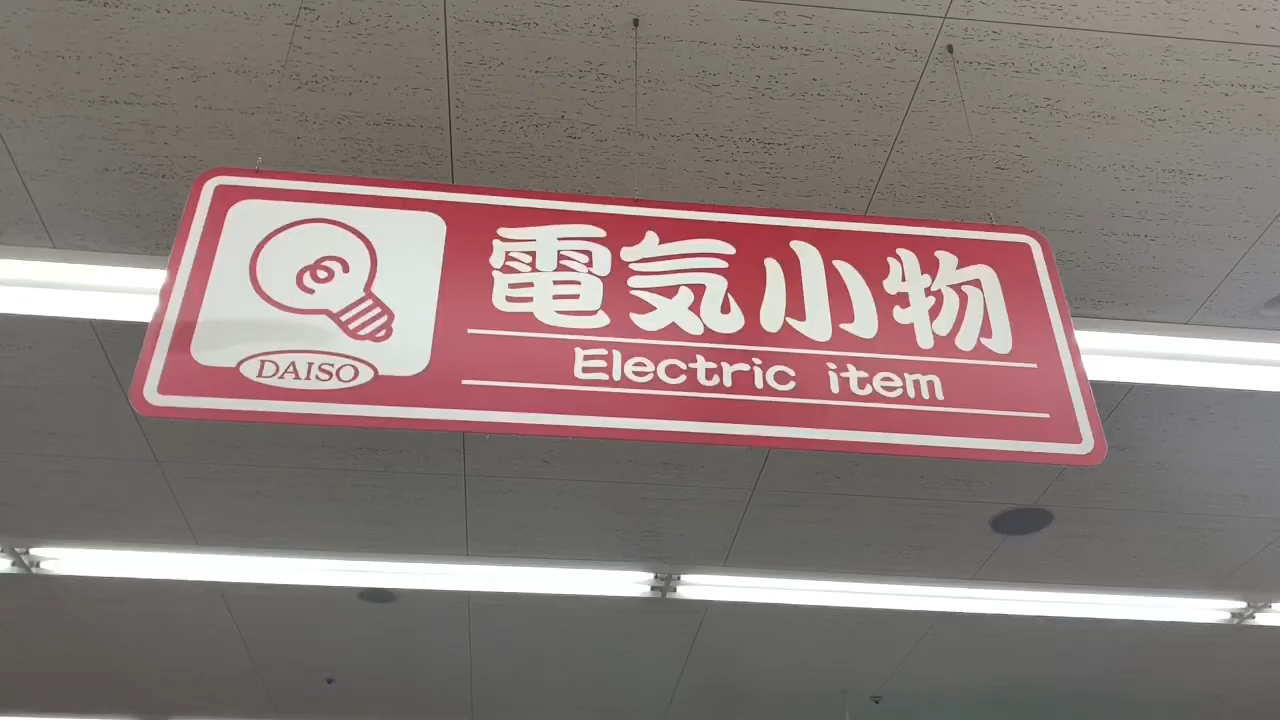 電気小物
Electric item
DAISO